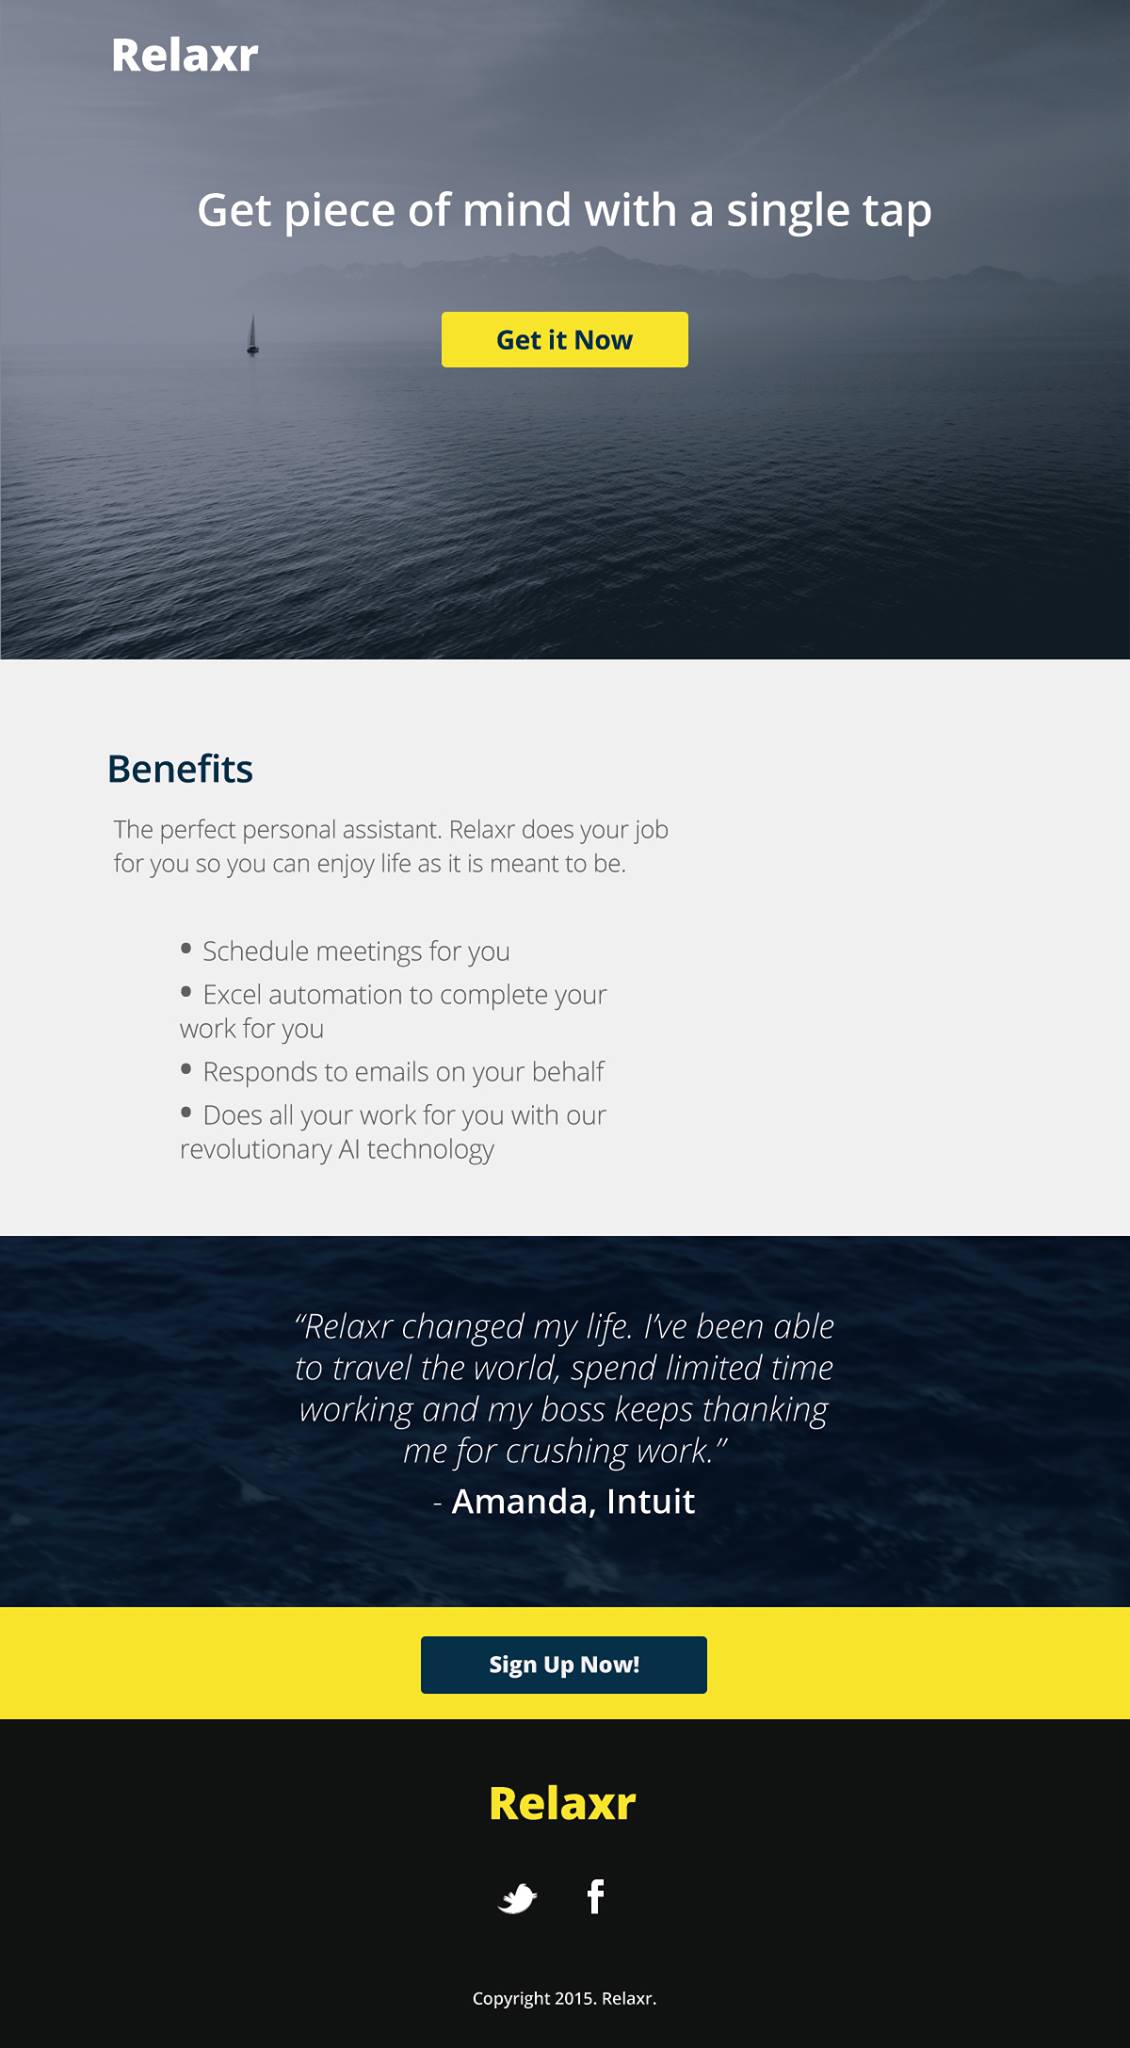 Relaxr
Get piece of mind with a single tap
Get it Now
Benefits
The perfect personal assistant. Relaxr does your job
for you so you can enjoy life as it is meant to be.
• Schedule meetings for you
• Excel automation to complete your
work for you
• Responds to emails on your behalf
• Does all your work for you with our
revolutionary AI technology
“Relaxr changed my life. I’ve been able
to travel the world, spend limited time
working and my boss keeps thanking
me for crushing work.”
- Amanda, Intuit
Sign Up Now!
Relaxr
Copyright 2015. Relaxr.